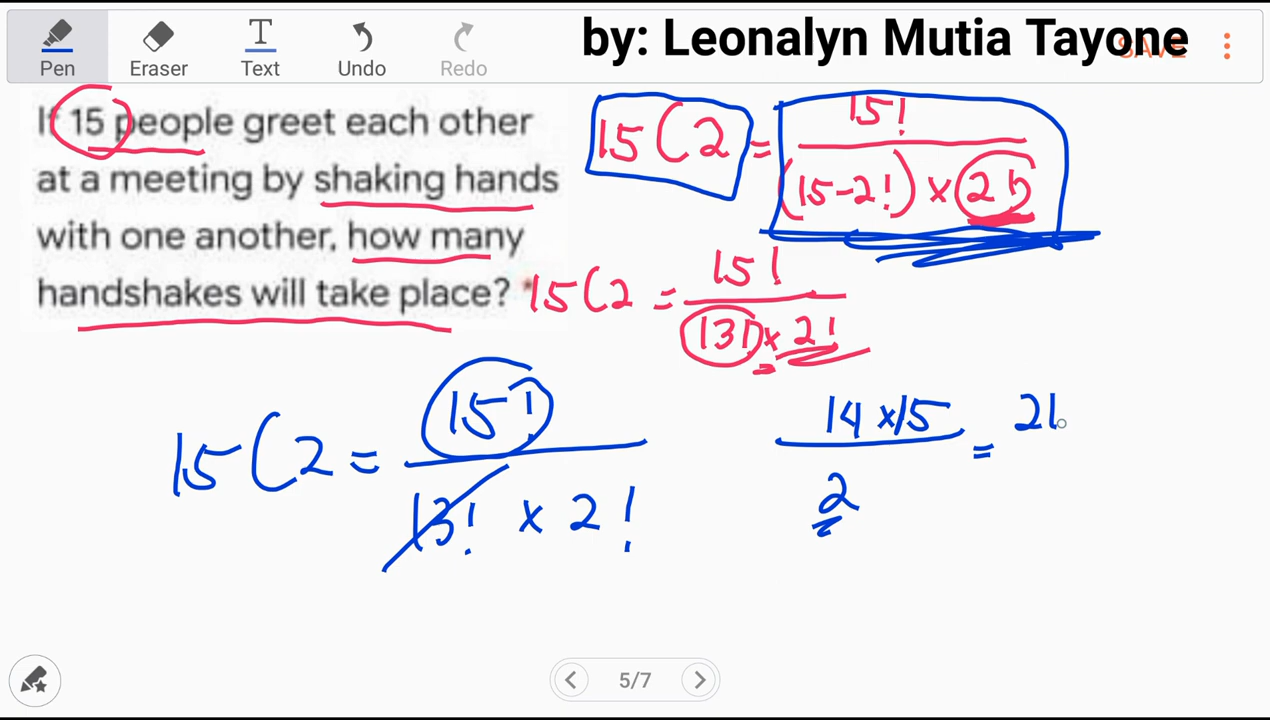 by: Leonalyn Mutia Tayone
Pen Eraser Text Undo Redo
If 15 people greet each other
at a meeting by shaking hands
with one another, how many
handshakes will take place? *
15C2 = 15! / (15-2!) x 2!
15C2 = 15! / 13! x 2!
15C2 = 15! / 13! x 2!
14 x 15 / 2 = 21
5/7